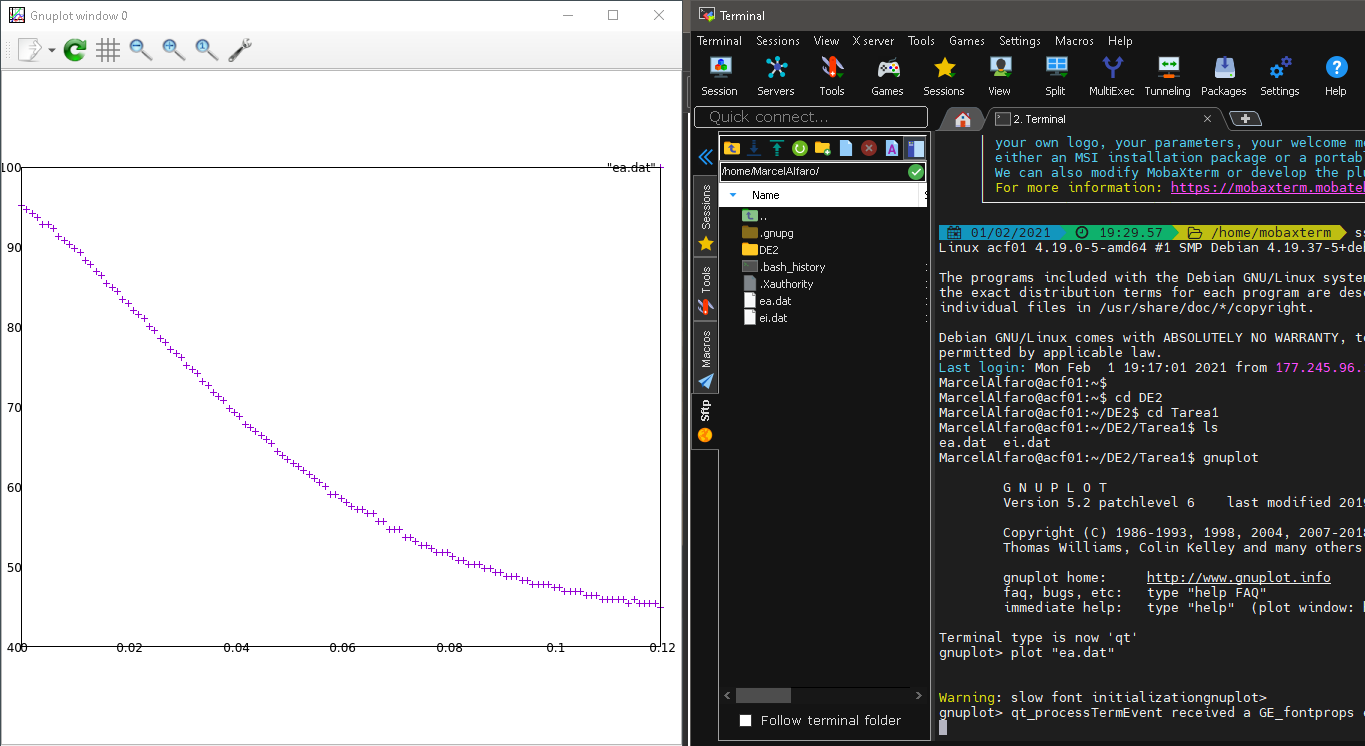 Gnuplot window 0
"ea.dat"
100
90
80
70
60
50
40
0
0.02
0.04
0.06
0.08
0.1
0.12
Terminal
Terminal Sessions View X server Tools Games Settings Macros Help
Session Servers Tools Games Sessions View Split MultiExec Tunneling Packages Settings Help
Quick connect...
2. Terminal
Sessions
Tools
Macros
Sftp
/home/MarcelAlfaro/
Name
..
.gnupg
DE2
.bash_history
.Xauthority
ea.dat
ei.dat
Follow terminal folder
your own logo, your parameters, your welcome m
either an MSI installation package or a portab
We can also modify MobaXterm or develop the plu
For more information: https://mobaxterm.mobate
01/02/2021 19:29.57 /home/mobaxterm ss
Linux acf01 4.19.0-5-amd64 #1 SMP Debian 4.19.37-5+deb
The programs included with the Debian GNU/Linux system
the exact distribution terms for each program are desc
individual files in /usr/share/doc/*/copyright.
Debian GNU/Linux comes with ABSOLUTELY NO WARRANTY, to
permitted by applicable law.
Last login: Mon Feb  1 19:17:01 2021 from 177.245.96.
MarcelAlfaro@acf01:~$
MarcelAlfaro@acf01:~$ cd DE2
MarcelAlfaro@acf01:~/DE2$ cd Tarea1
MarcelAlfaro@acf01:~/DE2/Tarea1$ ls
ea.dat  ei.dat
MarcelAlfaro@acf01:~/DE2/Tarea1$ gnuplot
G N U P L O T
Version 5.2 patchlevel 6    last modified 2019
Copyright (C) 1986-1993, 1998, 2004, 2007-2018
Thomas Williams, Colin Kelley and many others
gnuplot home:     http://www.gnuplot.info
faq, bugs, etc:   type "help FAQ"
immediate help:   type "help"  (plot window: h
Terminal type is now 'qt'
gnuplot> plot "ea.dat"
Warning: slow font initializationgnuplot>
gnuplot> qt_processTermEvent received a GE_fontprops